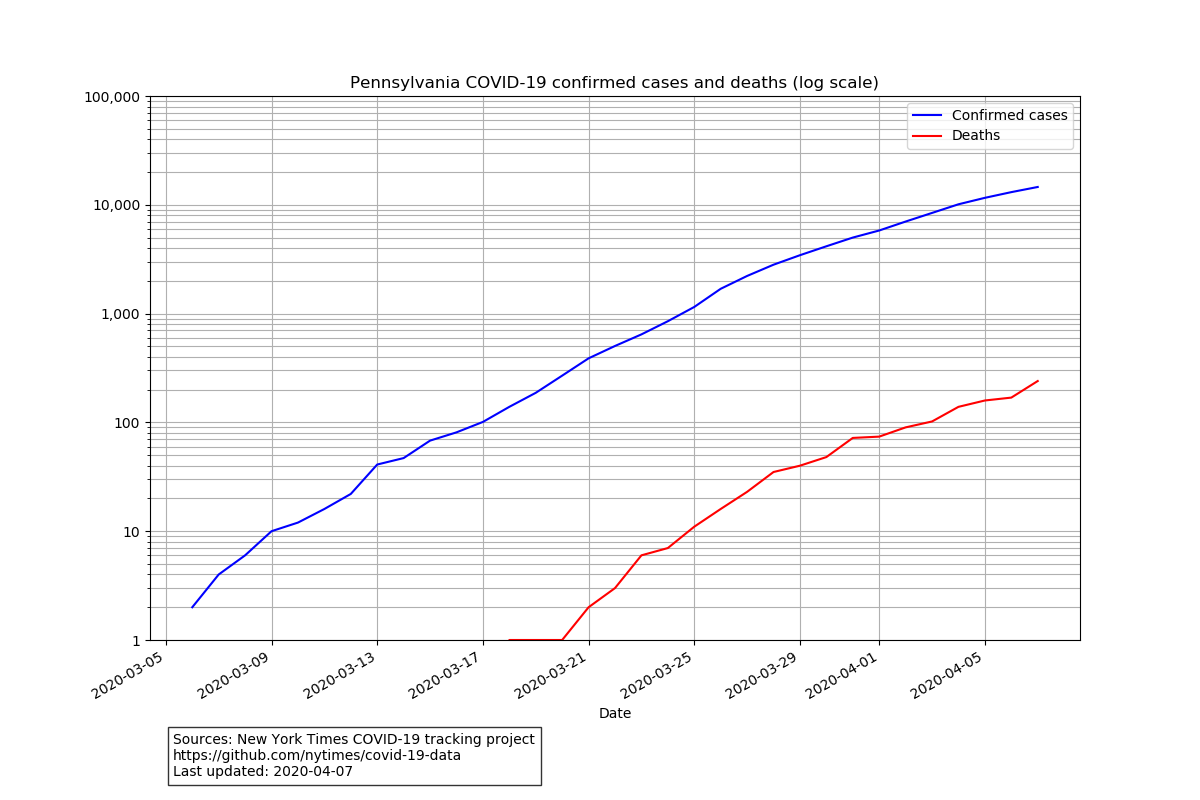 Pennsylvania COVID-19 confirmed cases and deaths (log scale)
100,000
10,000
1,000
100
10
1
Confirmed cases
Deaths
2020-03-05
2020-03-09
2020-03-13
2020-03-17
2020-03-21
2020-03-25
2020-03-29
2020-04-01
2020-04-05
Date
Sources: New York Times COVID-19 tracking project
https://github.com/nytimes/covid-19-data
Last updated: 2020-04-07